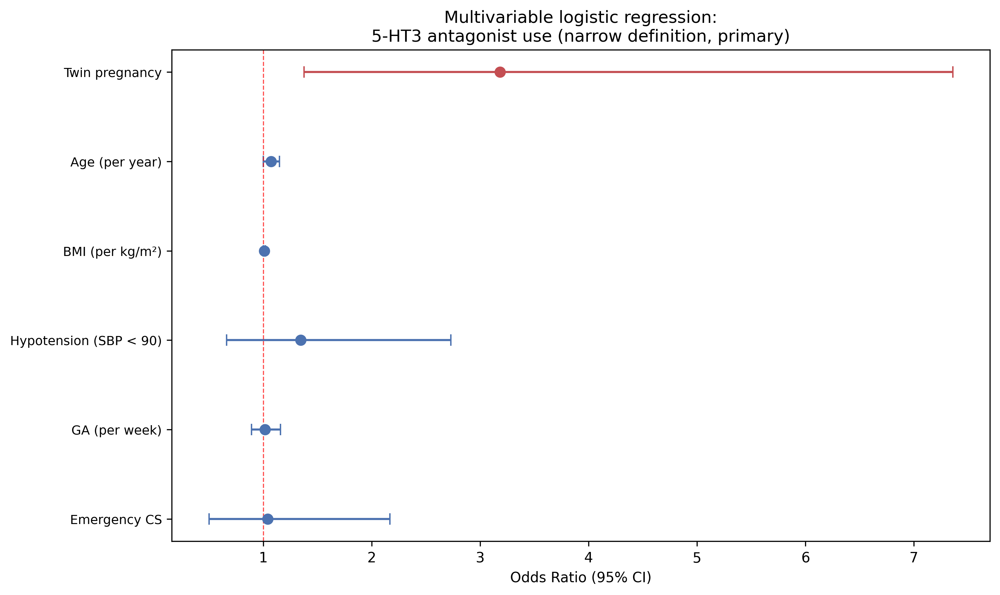 Multivariable logistic regression:
5-HT3 antagonist use (narrow definition, primary)
Twin pregnancy
Age (per year)
BMI (per kg/m²)
Hypotension (SBP < 90)
GA (per week)
Emergency CS
1 2 3 4 5 6 7
Odds Ratio (95% CI)